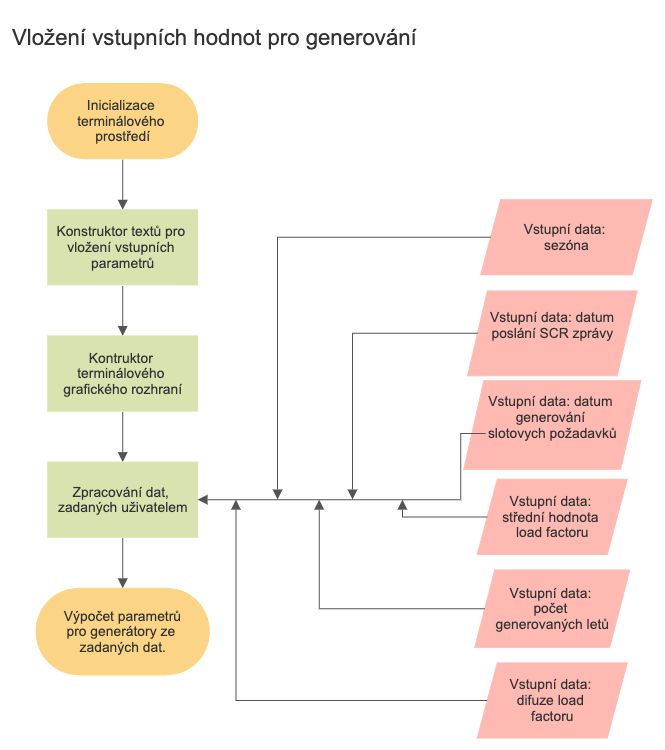 Vložení vstupních hodnot pro generování
Inicializace
terminálového
prostředí
Konstruktor textů pro
vložení vstupních
parametrů
Kontruktor
terminálového
grafického rozhraní
Zpracování dat,
zadaných uživatelem
Výpočet parametrů
pro generátory ze
zadaných dat.
Vstupní data:
sezóna
Vstupní data: datum
poslání SCR zprávy
Vstupní data: datum
generování
slotovych požadavků
Vstupní data:
střední hodnota
load factoru
Vstupní data:
počet
generovaných letů
Vstupní data:
difuze load
factoru